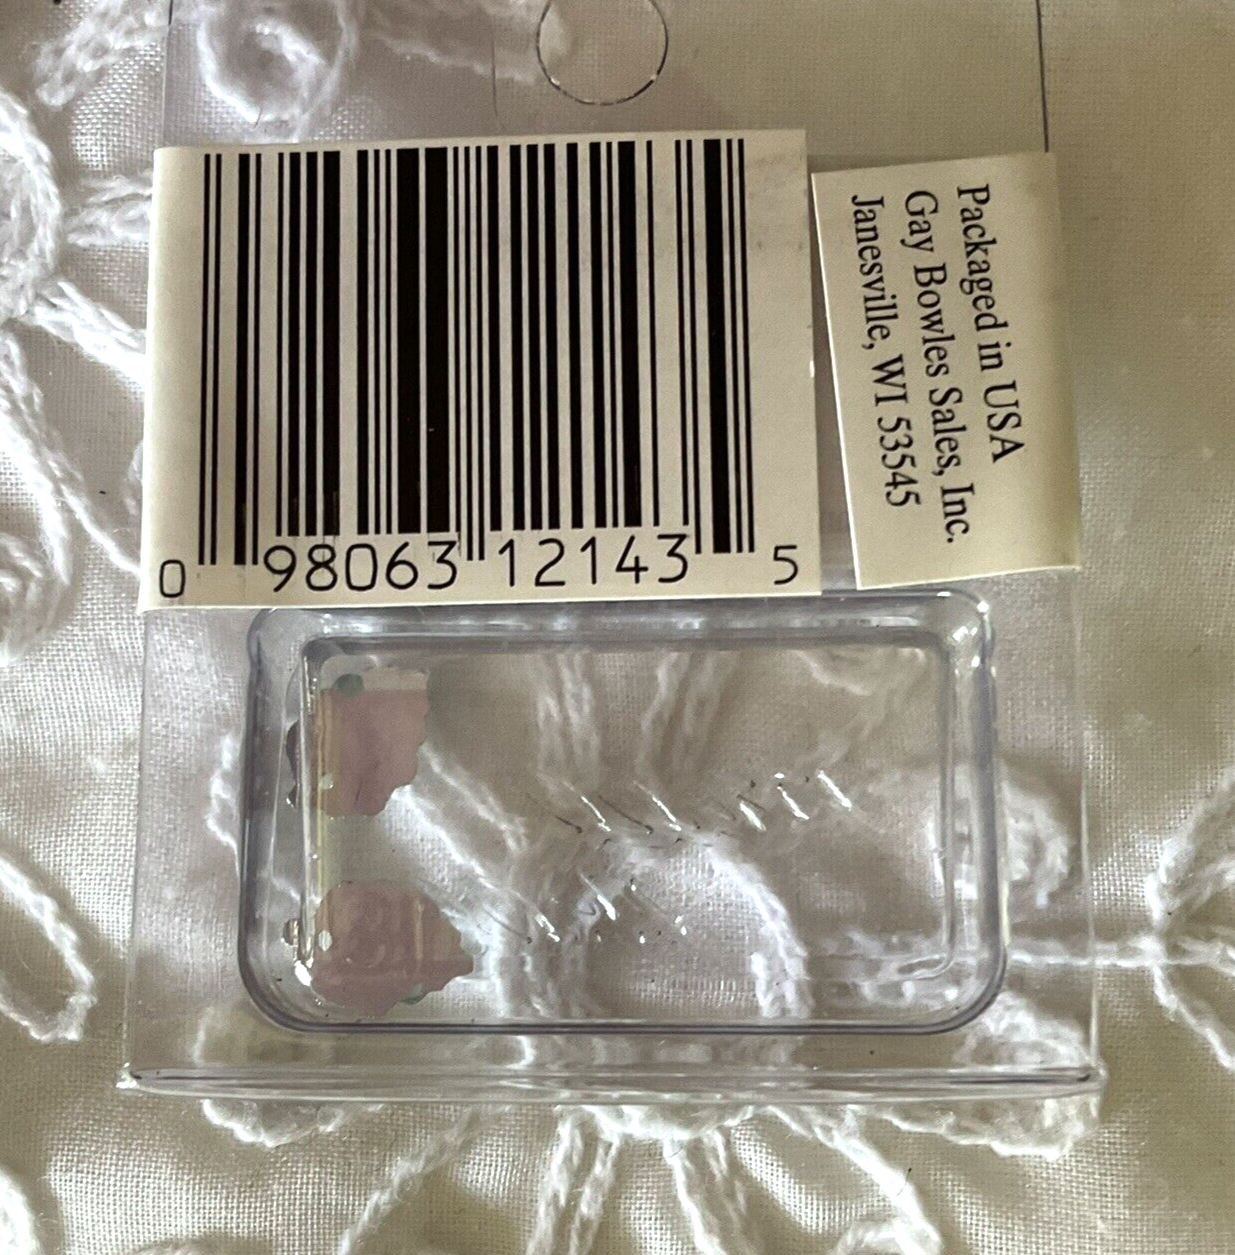 0 98063 12143 5
Packaged in USA
Gay Bowles Sales, Inc.
Janesville, WI 53545